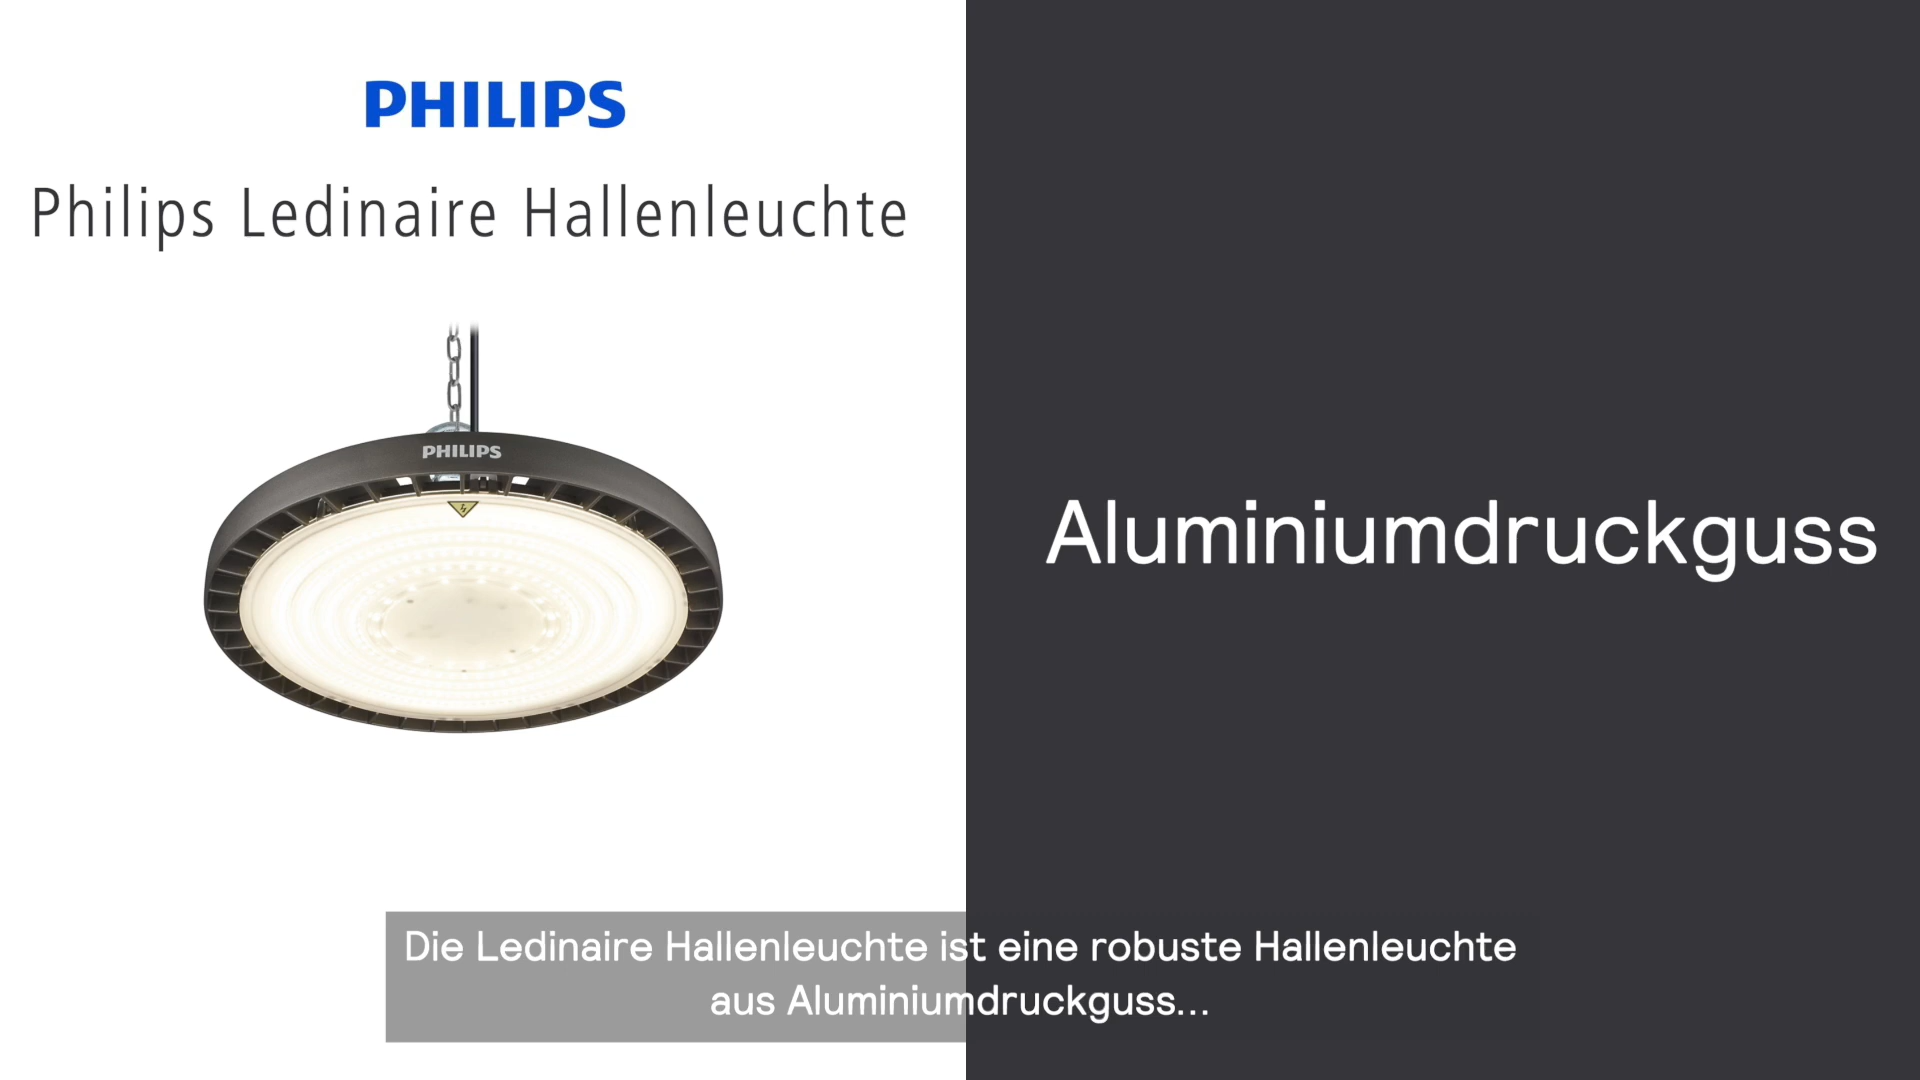 PHILIPS
Philips Ledinaire Hallenleuchte
PHILIPS
Aluminiumdruckguss
Die Ledinaire Hallenleuchte ist eine robuste Hallenleuchte
aus Aluminiumdruckguss...